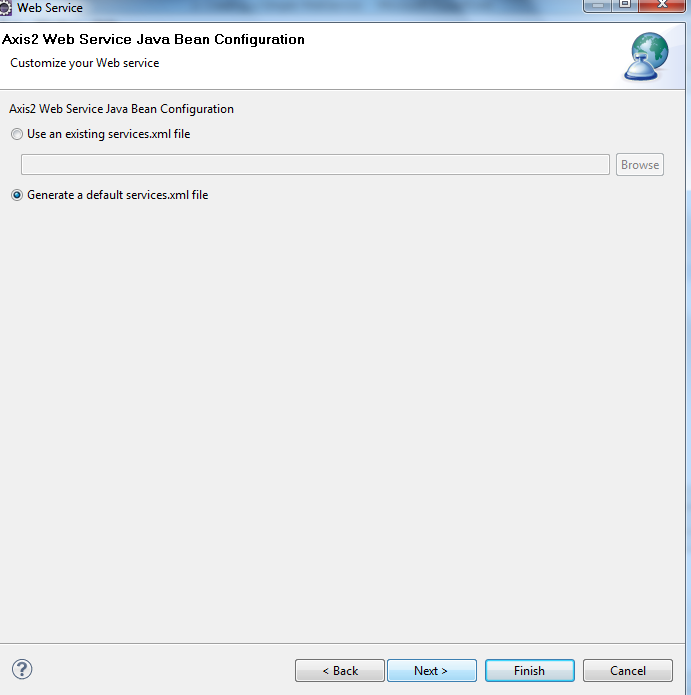 Web Service
Axis2 Web Service Java Bean Configuration
Customize your Web service
Axis2 Web Service Java Bean Configuration
Use an existing services.xml file
Browse
Generate a default services.xml file
?
< Back Next > Finish Cancel